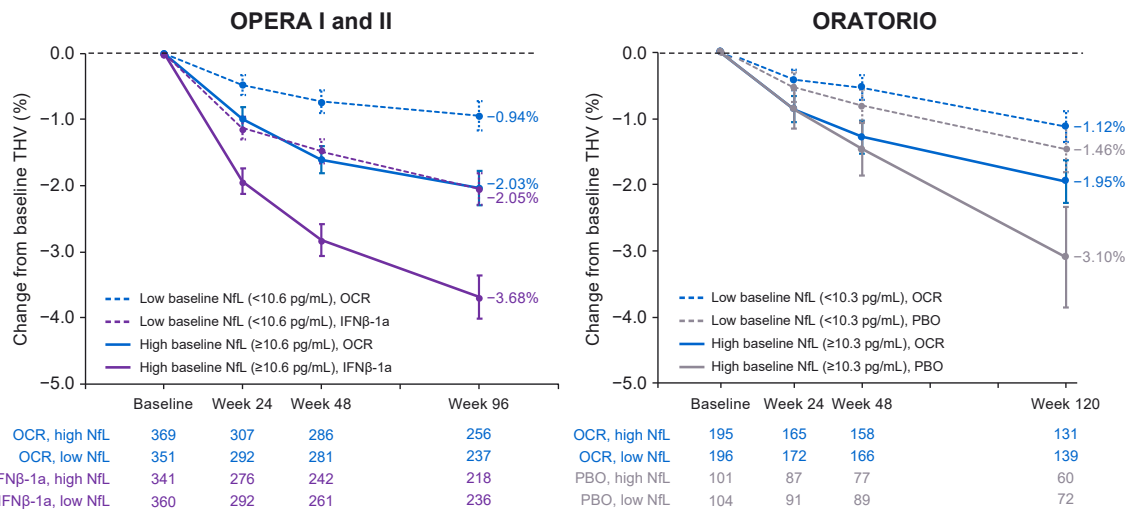 OPERA I and II
Change from baseline THV (%)
0.0
−1.0
−2.0
−3.0
−4.0
−5.0
−0.94%
−2.03%
−2.05%
−3.68%
Low baseline NfL (<10.6 pg/mL), OCR
Low baseline NfL (<10.6 pg/mL), IFNβ-1a
High baseline NfL (≥10.6 pg/mL), OCR
High baseline NfL (≥10.6 pg/mL), IFNβ-1a
Baseline Week 24 Week 48 Week 96
OCR, high NfL 369 307 286 256
OCR, low NfL 351 292 281 237
FNβ-1a, high NfL 341 276 242 218
IFNβ-1a, low NfL 360 292 261 236
ORATORIO
Change from baseline THV (%)
0.0
−1.0
−2.0
−3.0
−4.0
−5.0
−1.12%
−1.46%
−1.95%
−3.10%
Low baseline NfL (<10.3 pg/mL), OCR
Low baseline NfL (<10.3 pg/mL), PBO
High baseline NfL (≥10.3 pg/mL), OCR
High baseline NfL (≥10.3 pg/mL), PBO
Baseline Week 24 Week 48 Week 120
OCR, high NfL 195 165 158 131
OCR, low NfL 196 172 166 139
PBO, high NfL 101 87 77 60
PBO, low NfL 104 91 89 72